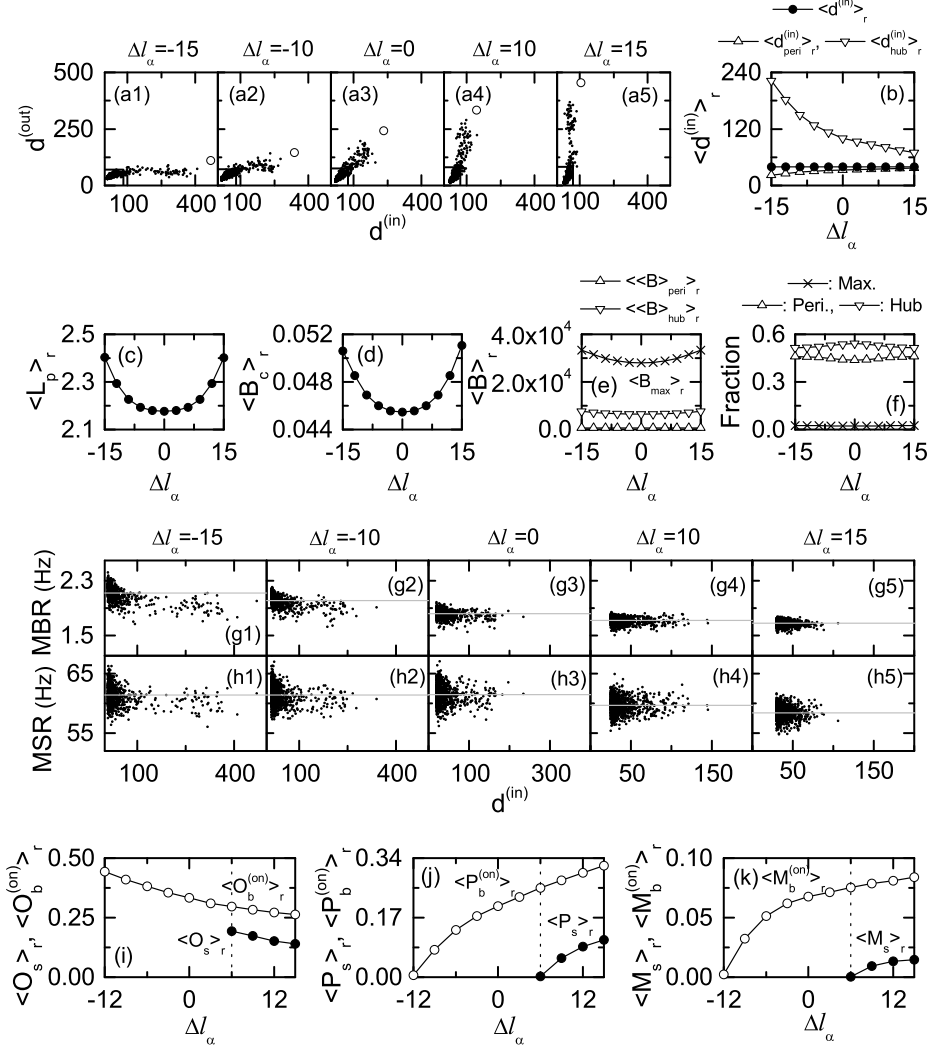 ● <d^(in)>_r
△ <d^(in)_peri>_r, ▽ <d^(in)_hub>_r
Δl_α=-15 Δl_α=-10 Δl_α=0 Δl_α=10 Δl_α=15
500 250 0
d^(out)
(a1) (a2) (a3) (a4) (a5)
100 400 100 400 100 400 100 400 100 400
d^(in)
240 120 0
<d^(in)>_r
(b)
-15 0 15
Δl_α
2.5 2.3 2.1
<L_p>_r
(c)
-15 0 15
Δl_α
0.052 0.048 0.044
<B_c>_r
(d)
-15 0 15
Δl_α
△ <<B>_peri>_r
▽ <<B>_hub>_r
4.0x10^4 2.0x10^4 0.0
<B>_r
(e) <B_max>_r
-15 0 15
Δl_α
×: Max.
△: Peri., ▽: Hub
0.6 0.3 0.0
Fraction
(f)
-15 0 15
Δl_α
Δl_α=-15 Δl_α=-10 Δl_α=0 Δl_α=10 Δl_α=15
2.3 1.5
MBR (Hz)
(g1) (g2) (g3) (g4) (g5)
65 55
MSR (Hz)
(h1) (h2) (h3) (h4) (h5)
100 400 100 400 100 300 50 150 50 150
d^(in)
0.50 0.25 0.00
<O_s>_r, <O_b^(on)>_r
<O_b^(on)>_r
<O_s>_r
(i)
-12 0 12
Δl_α
0.34 0.17 0.00
<P_s>_r, <P_b^(on)>_r
(j) <P_b^(on)>_r
<P_s>_r
-12 0 12
Δl_α
0.10 0.05 0.00
<M_s>_r, <M_b^(on)>_r
(k) <M_b^(on)>_r
<M_s>_r
-12 0 12
Δl_α